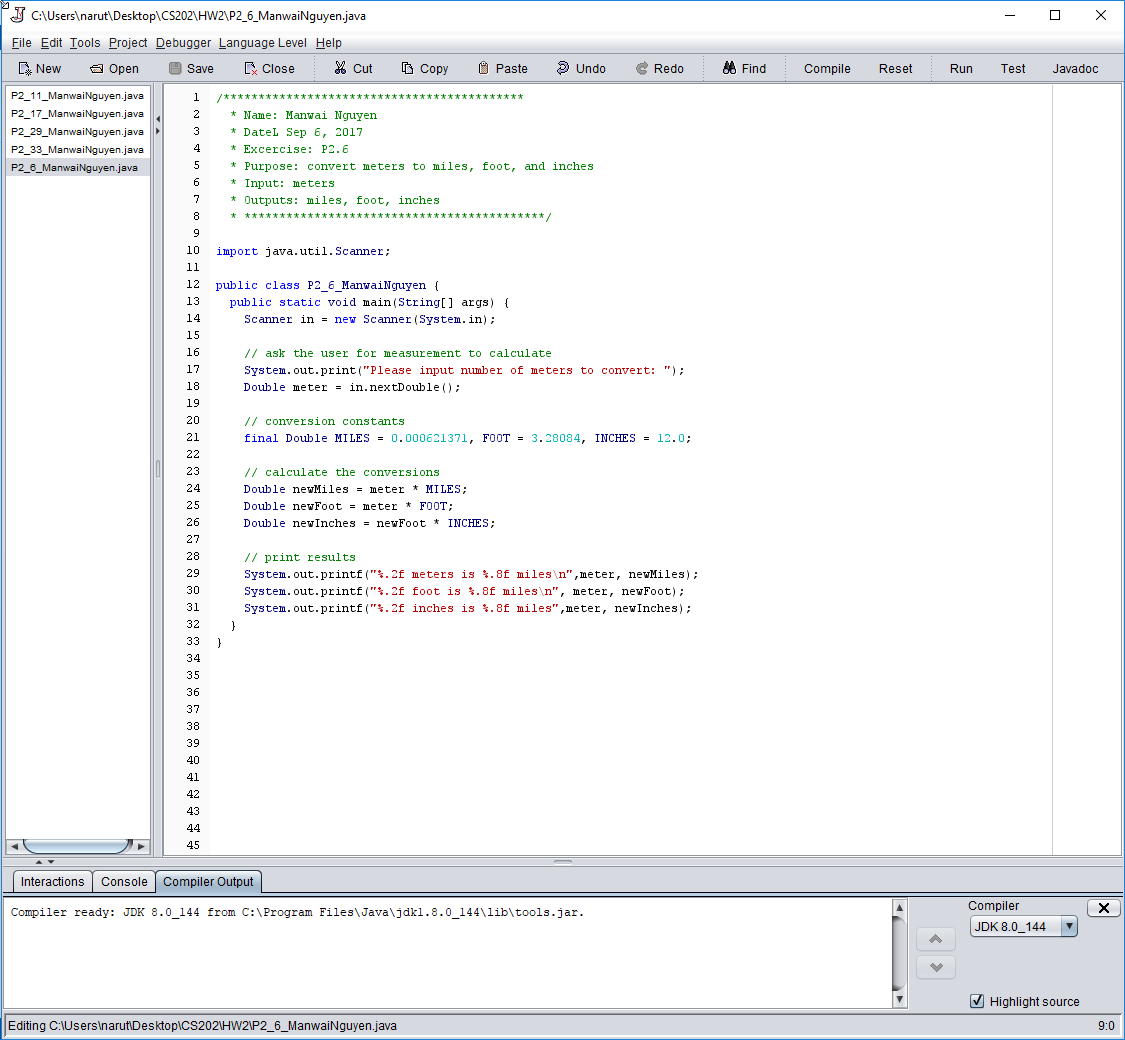 C:\Users\narut\Desktop\CS202\HW2\P2_6_ManwaiNguyen.java
File Edit Tools Project Debugger Language Level Help
New Open Save Close Cut Copy Paste Undo Redo Find Compile Reset Run Test Javadoc
P2_11_ManwaiNguyen.java
P2_17_ManwaiNguyen.java
P2_29_ManwaiNguyen.java
P2_33_ManwaiNguyen.java
P2_6_ManwaiNguyen.java
1 /*******************************************
2 * Name: Manwai Nguyen
3 * DateL Sep 6, 2017
4 * Excercise: P2.6
5 * Purpose: convert meters to miles, foot, and inches
6 * Input: meters
7 * Outputs: miles, foot, inches
8 * *******************************************/
9
10 import java.util.Scanner;
11
12 public class P2_6_ManwaiNguyen {
13 public static void main(String[] args) {
14 Scanner in = new Scanner(System.in);
15
16 // ask the user for measurement to calculate
17 System.out.print("Please input number of meters to convert: ");
18 Double meter = in.nextDouble();
19
20 // conversion constants
21 final Double MILES = 0.000621371, FOOT = 3.28084, INCHES = 12.0;
22
23 // calculate the conversions
24 Double newMiles = meter * MILES;
25 Double newFoot = meter * FOOT;
26 Double newInches = newFoot * INCHES;
27
28 // print results
29 System.out.printf("%.2f meters is %.8f miles\n",meter, newMiles);
30 System.out.printf("%.2f foot is %.8f miles\n", meter, newFoot);
31 System.out.printf("%.2f inches is %.8f miles",meter, newInches);
32 }
33 }
34
35
36
37
38
39
40
41
42
43
44
45
Interactions Console Compiler Output
Compiler ready: JDK 8.0_144 from C:\Program Files\Java\jdk1.8.0_144\lib\tools.jar.
Compiler
JDK 8.0_144
Highlight source
Editing C:\Users\narut\Desktop\CS202\HW2\P2_6_ManwaiNguyen.java 9:0